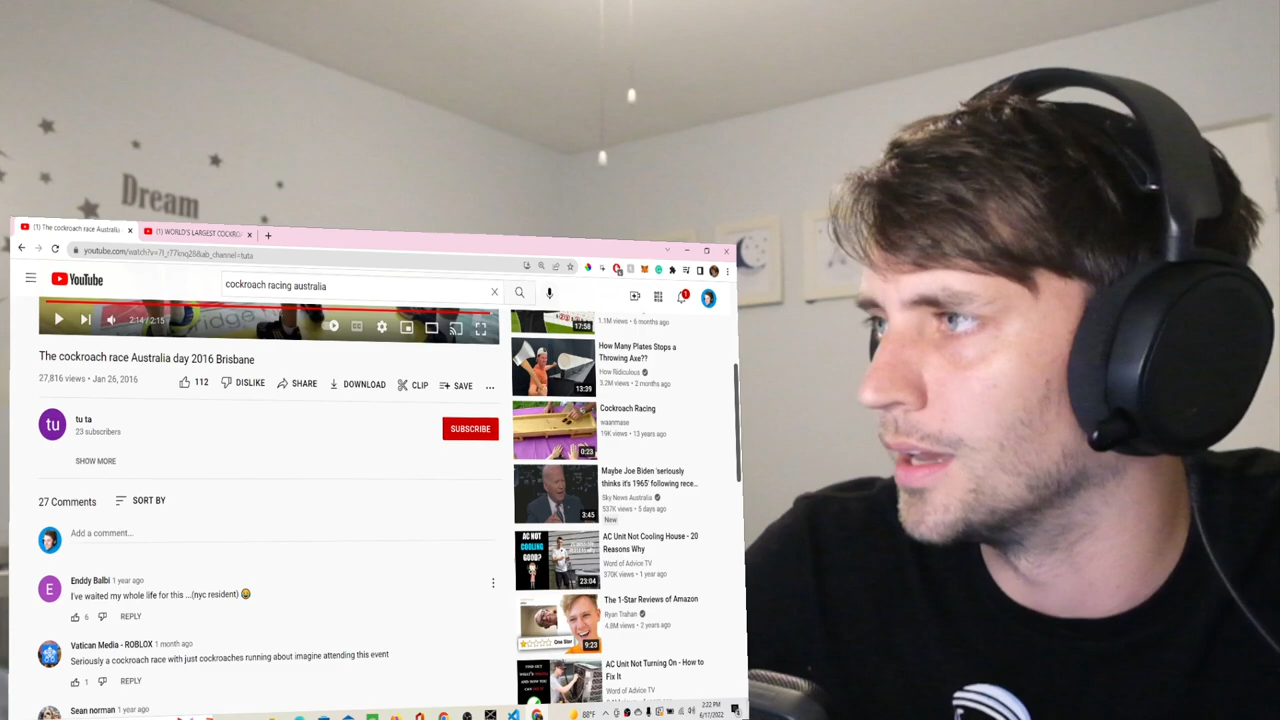 Dream
(1) The cockroach race Australia
(1) WORLD'S LARGEST COCKRO
youtube.com/watch?v=7I_r77knq28&ab_channel=tuta
YouTube
cockroach racing australia
1
2:14 / 2:15
The cockroach race Australia day 2016 Brisbane
27,816 views • Jan 26, 2016
112
DISLIKE
SHARE
DOWNLOAD
CLIP
SAVE
tu
tu ta
23 subscribers
SUBSCRIBE
SHOW MORE
27 Comments
SORT BY
Add a comment...
E
Enddy Balbi 1 year ago
I've waited my whole life for this ...(nyc resident)
6
REPLY
Vatican Media - ROBLOX 1 month ago
Seriously a cockroach race with just cockroaches running about imagine attending this event
1
REPLY
Sean norman 1 year ago
17:58
1.1M views • 6 months ago
13:39
How Many Plates Stops a
Throwing Axe??
How Ridiculous
3.2M views • 2 months ago
0:23
Cockroach Racing
waanmase
19K views • 13 years ago
3:45
Maybe Joe Biden 'seriously
thinks it's 1965' following rece...
Sky News Australia
537K views • 5 days ago
New
AC NOT
COOLING
GOOD?
23:04
AC Unit Not Cooling House - 20
Reasons Why
Word of Advice TV
370K views • 1 year ago
One Star
9:23
The 1-Star Reviews of Amazon
Ryan Trahan
4.8M views • 2 years ago
AC Unit Not Turning On - How to
Fix It
Word of Advice TV
88°F
2:22 PM
6/17/2022